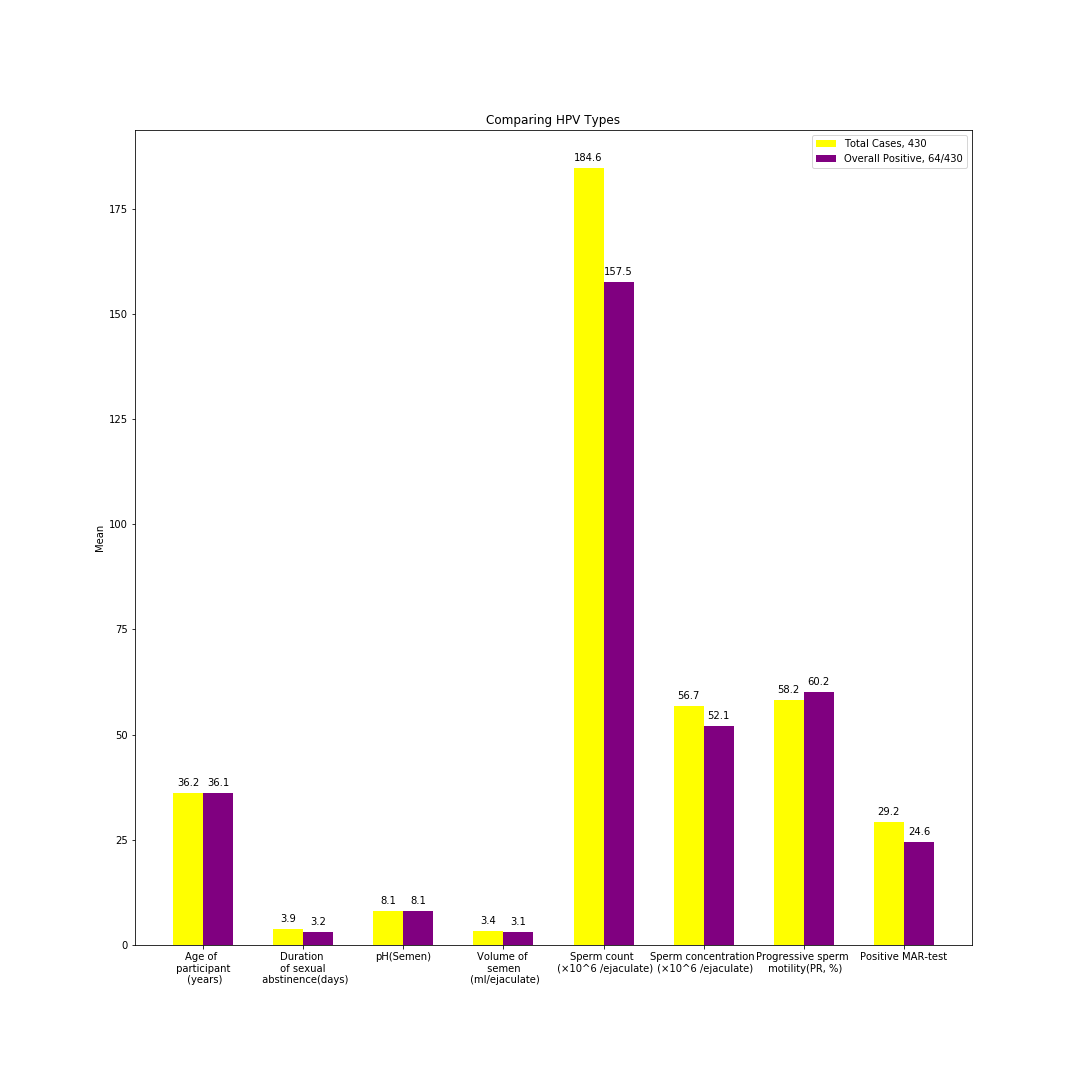 Comparing HPV Types
Total Cases, 430
Overall Positive, 64/430
Mean
175
150
125
100
75
50
25
0
36.2
36.1
3.9
3.2
8.1
8.1
3.4
3.1
184.6
157.5
56.7
52.1
58.2
60.2
29.2
24.6
Age of
participant
(years)
Duration
of sexual
abstinence(days)
pH(Semen)
Volume of
semen
(ml/ejaculate)
Sperm count
(×10^6 /ejaculate)
Sperm concentration
(×10^6 /ejaculate)
Progressive sperm
motility(PR, %)
Positive MAR-test